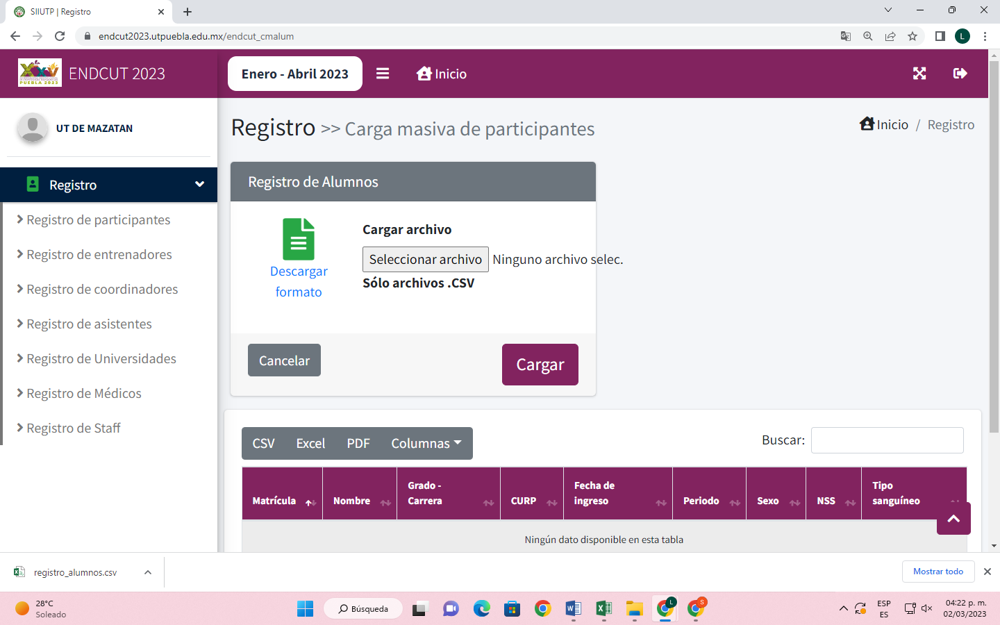 SIIUTP | Registro
endcut2023.utpuebla.edu.mx/endcut_cmalum
L
PUEBLA 2023
ENDCUT 2023
Enero - Abril 2023
Inicio
UT DE MAZATAN
Registro >> Carga masiva de participantes
Inicio / Registro
Registro
Registro de participantes
Registro de entrenadores
Registro de coordinadores
Registro de asistentes
Registro de Universidades
Registro de Médicos
Registro de Staff
Registro de Alumnos
Descargar
formato
Cargar archivo
Seleccionar archivo Ninguno archivo selec.
Sólo archivos .CSV
Cancelar
Cargar
CSV Excel PDF Columnas
Buscar:
Matrícula Nombre Grado - Carrera CURP Fecha de ingreso Periodo Sexo NSS Tipo sanguíneo
Ningún dato disponible en esta tabla
registro_alumnos.csv
Mostrar todo
28°C
Soleado
Búsqueda
L
S
ESP
ES
04:22 p. m.
02/03/2023